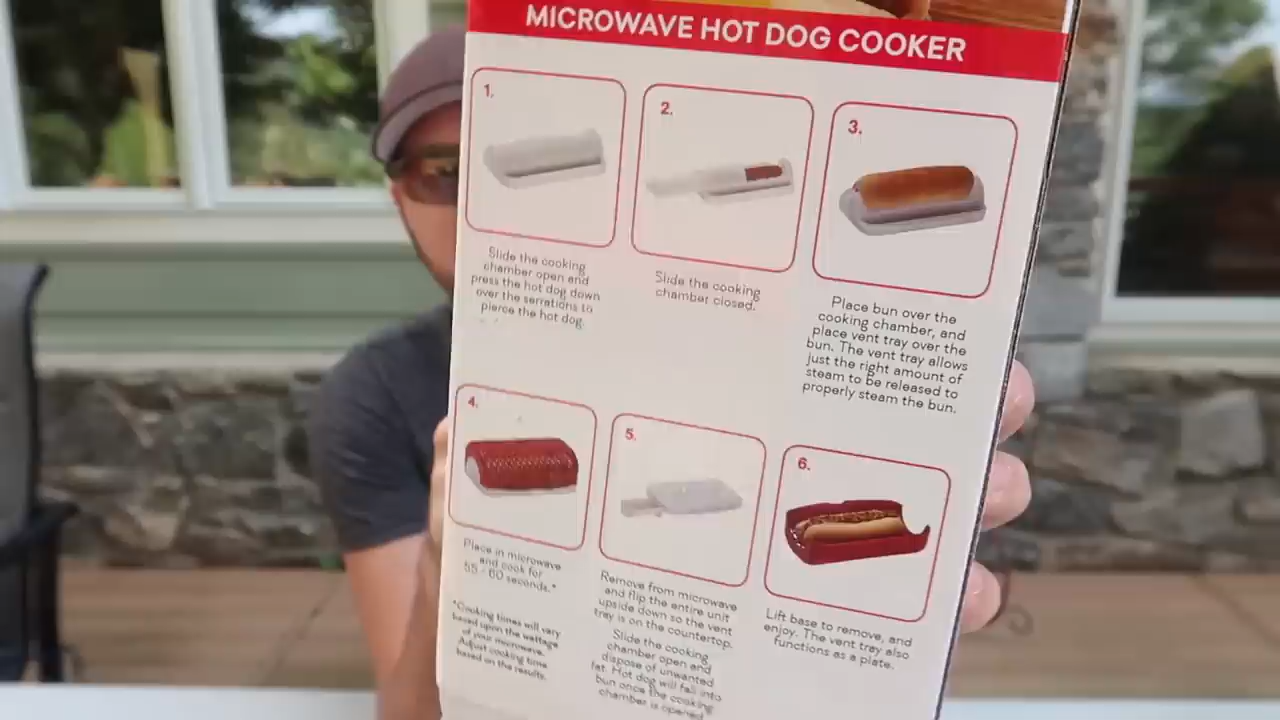 MICROWAVE HOT DOG COOKER
1.
Slide the cooking
chamber open and
press the hot dog down
over the serrations to
pierce the hot dog.
2.
Slide the cooking
chamber closed.
3.
Place bun over the
cooking chamber, and
place vent tray over the
bun. The vent tray allows
just the right amount of
steam to be released to
properly steam the bun.
4.
Place in microwave
and cook for
55 - 60 seconds.*
*Cooking times will vary
based upon the wattage
of your microwave.
Adjust cooking time
based on the results.
5.
Remove from microwave
and flip the entire unit
upside down so the vent
tray is on the countertop.
Slide the cooking
chamber open and
dispose of unwanted
fat. Hot dog will fall into
bun once the cooking
chamber is opened
6.
Lift base to remove, and
enjoy. The vent tray also
functions as a plate.